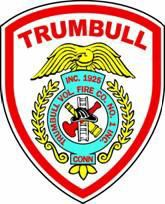 TRUMBULL
INC. 1925
TRUMBULL VOL. FIRE CO. NO. 1, INC.
CONN